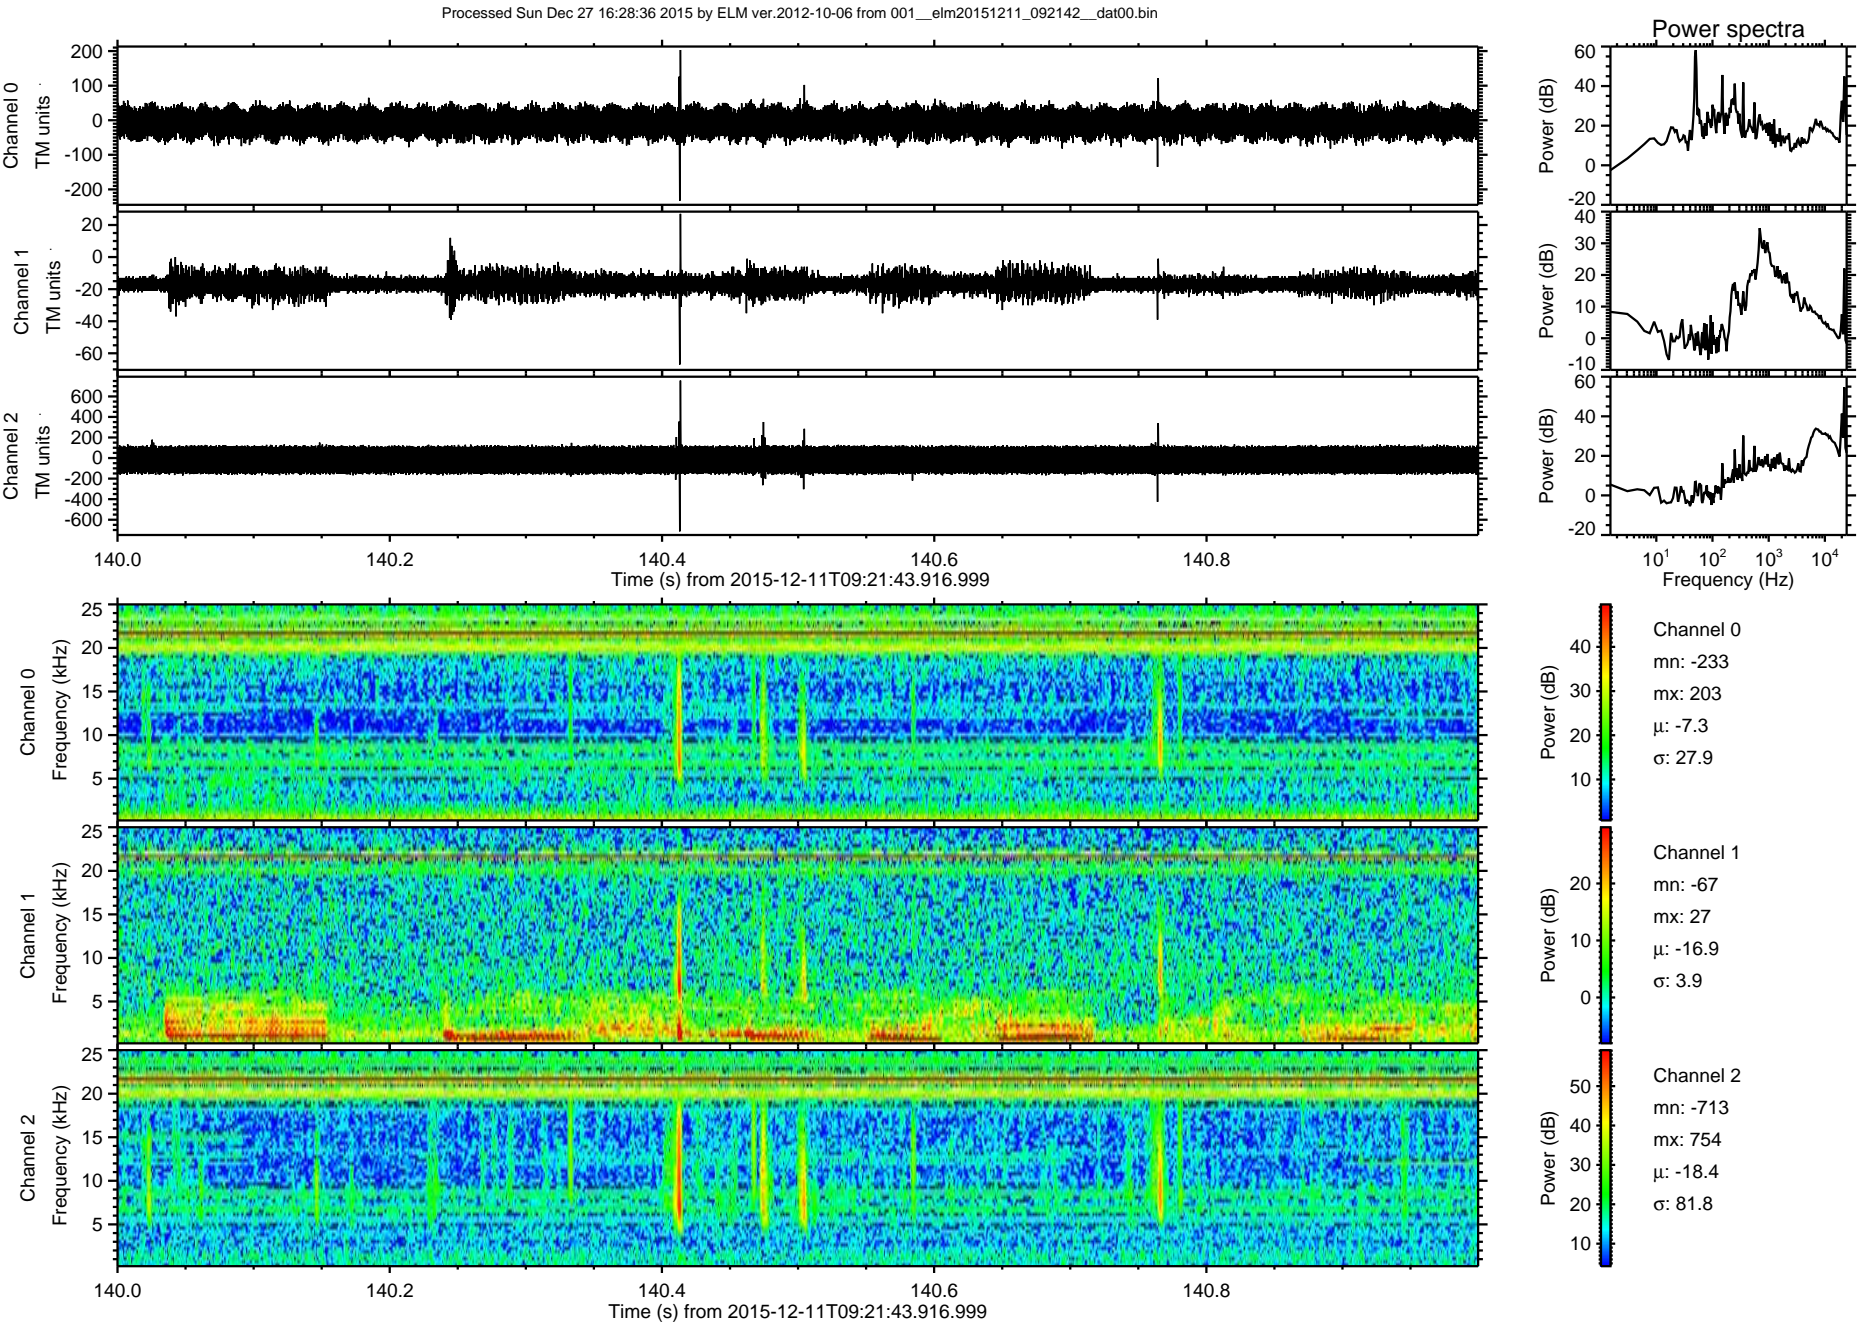 Processed Sun Dec 27 16:28:36 2015 by ELM ver.2012-10-06 from 001__elm20151211_092142__dat00.bin
Power spectra
Channel 0
TM units
200
100
0
-100
-200
Power (dB)
60
40
20
0
-20
Channel 1
TM units
20
0
-20
-40
-60
Power (dB)
40
30
20
10
0
-10
Channel 2
TM units
600
400
200
0
-200
-400
-600
Power (dB)
60
40
20
0
-20
140.0 140.2 140.4 140.6 140.8
Time (s) from 2015-12-11T09:21:43.916.999
10^1 10^2 10^3 10^4
Frequency (Hz)
Channel 0
Frequency (kHz)
25
20
15
10
5
Power (dB)
40
30
20
10
Channel 0
mn: -233
mx: 203
µ: -7.3
σ: 27.9
Channel 1
Frequency (kHz)
25
20
15
10
5
Power (dB)
20
10
0
Channel 1
mn: -67
mx: 27
µ: -16.9
σ: 3.9
Channel 2
Frequency (kHz)
25
20
15
10
5
Power (dB)
50
40
30
20
10
Channel 2
mn: -713
mx: 754
µ: -18.4
σ: 81.8
140.0 140.2 140.4 140.6 140.8
Time (s) from 2015-12-11T09:21:43.916.999